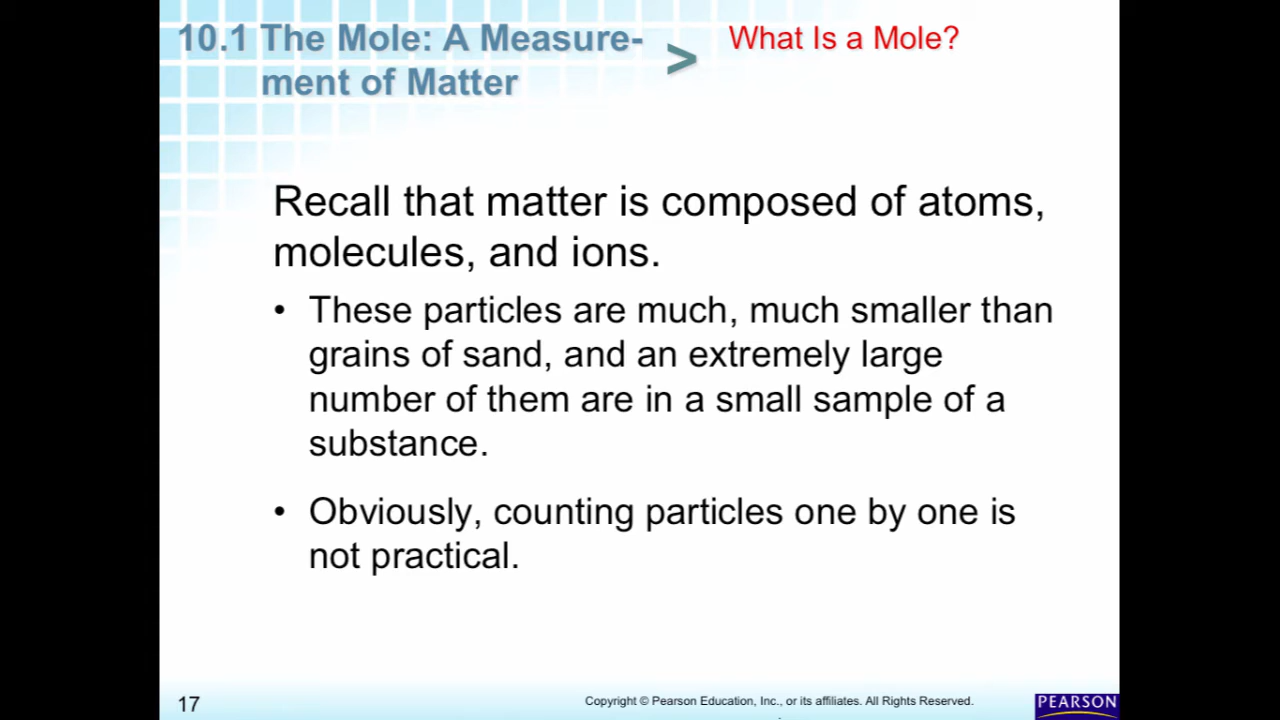 10.1 The Mole: A Measure-
ment of Matter
>
What Is a Mole?
Recall that matter is composed of atoms,
molecules, and ions.
• These particles are much, much smaller than
grains of sand, and an extremely large
number of them are in a small sample of a
substance.
• Obviously, counting particles one by one is
not practical.
17
Copyright © Pearson Education, Inc., or its affiliates. All Rights Reserved.
PEARSON